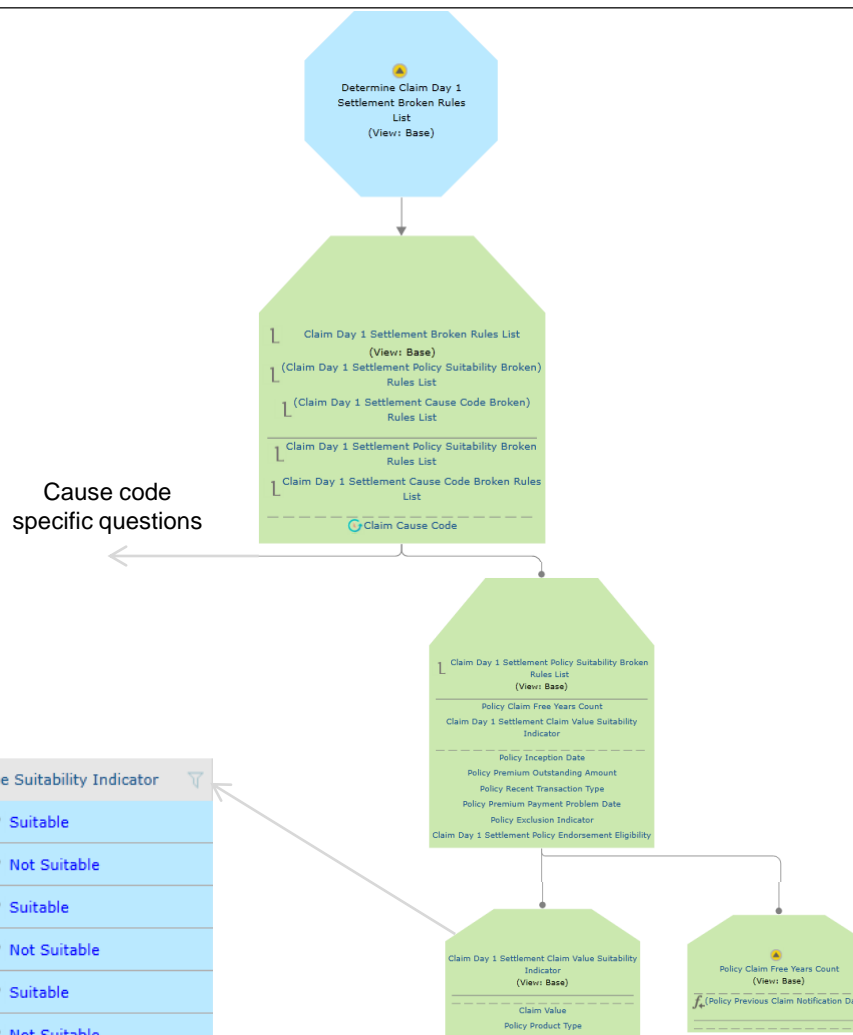 Determine Claim Day 1
Settlement Broken Rules
List
(View: Base)
Claim Day 1 Settlement Broken Rules List
(View: Base)
(Claim Day 1 Settlement Policy Suitability Broken)
Rules List
(Claim Day 1 Settlement Cause Code Broken)
Rules List
Claim Day 1 Settlement Policy Suitability Broken
Rules List
Claim Day 1 Settlement Cause Code Broken Rules
List
Claim Cause Code
Cause code
specific questions
Claim Day 1 Settlement Policy Suitability Broken
Rules List
(View: Base)
Policy Claim Free Years Count
Claim Day 1 Settlement Claim Value Suitability
Indicator
Policy Inception Date
Policy Premium Outstanding Amount
Policy Recent Transaction Type
Policy Premium Payment Problem Date
Policy Exclusion Indicator
Claim Day 1 Settlement Policy Endorsement Eligibility
e Suitability Indicator
Suitable
Not Suitable
Suitable
Not Suitable
Suitable
Not Suitable
Claim Day 1 Settlement Claim Value Suitability
Indicator
(View: Base)
Claim Value
Policy Product Type
Policy Claim Free Years Count
(View: Base)
(Policy Previous Claim Notification Da